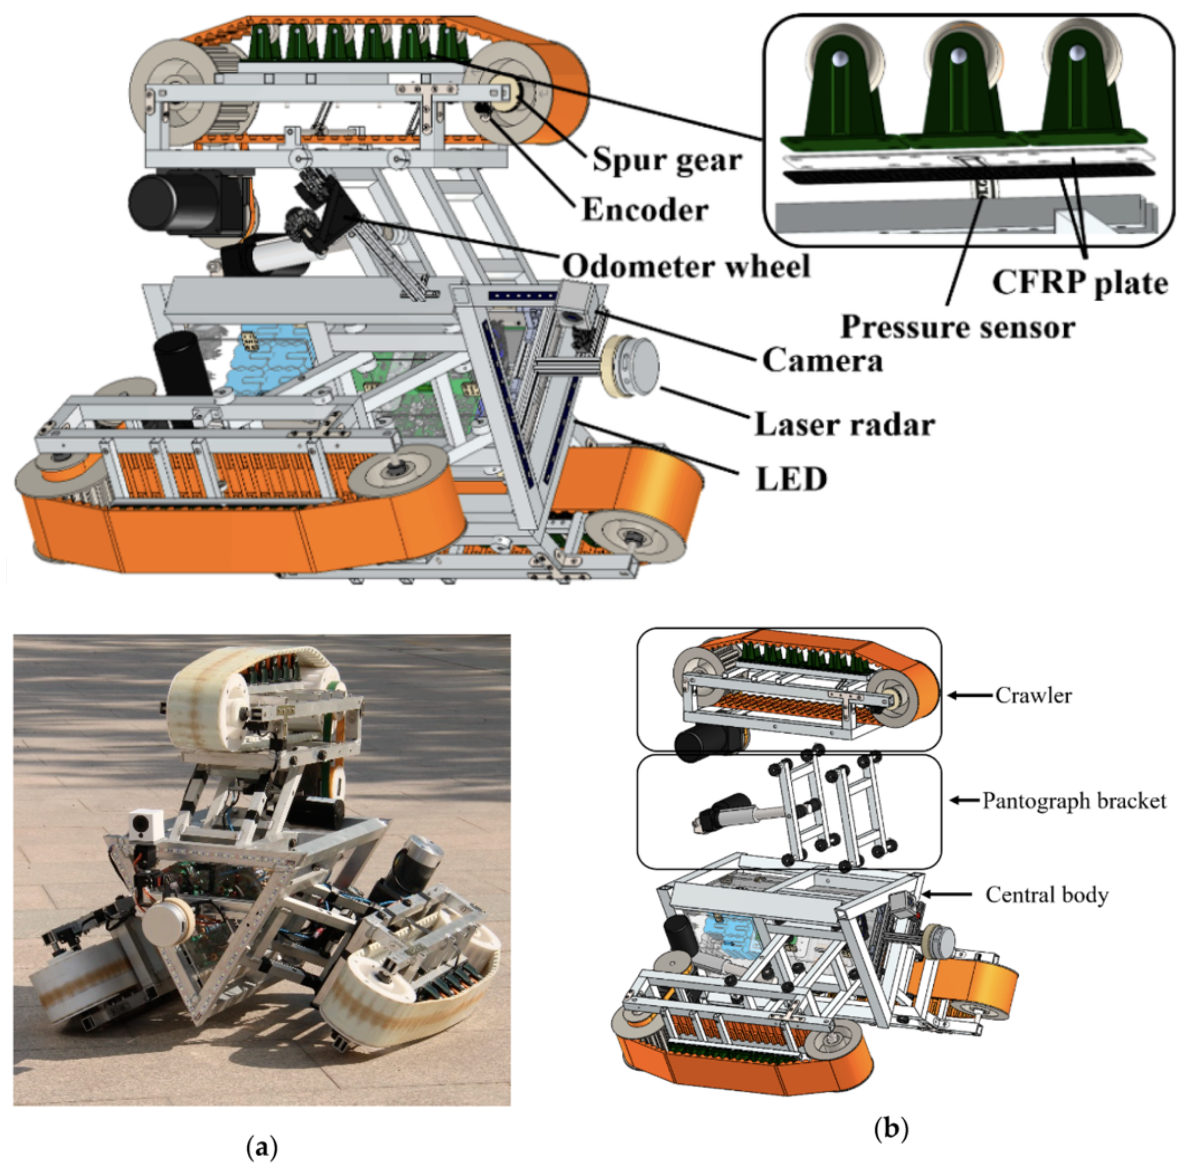 Spur gear
Encoder
Odometer wheel
CFRP plate
Pressure sensor
Camera
Laser radar
LED
Crawler
Pantograph bracket
Central body
(a)
(b)